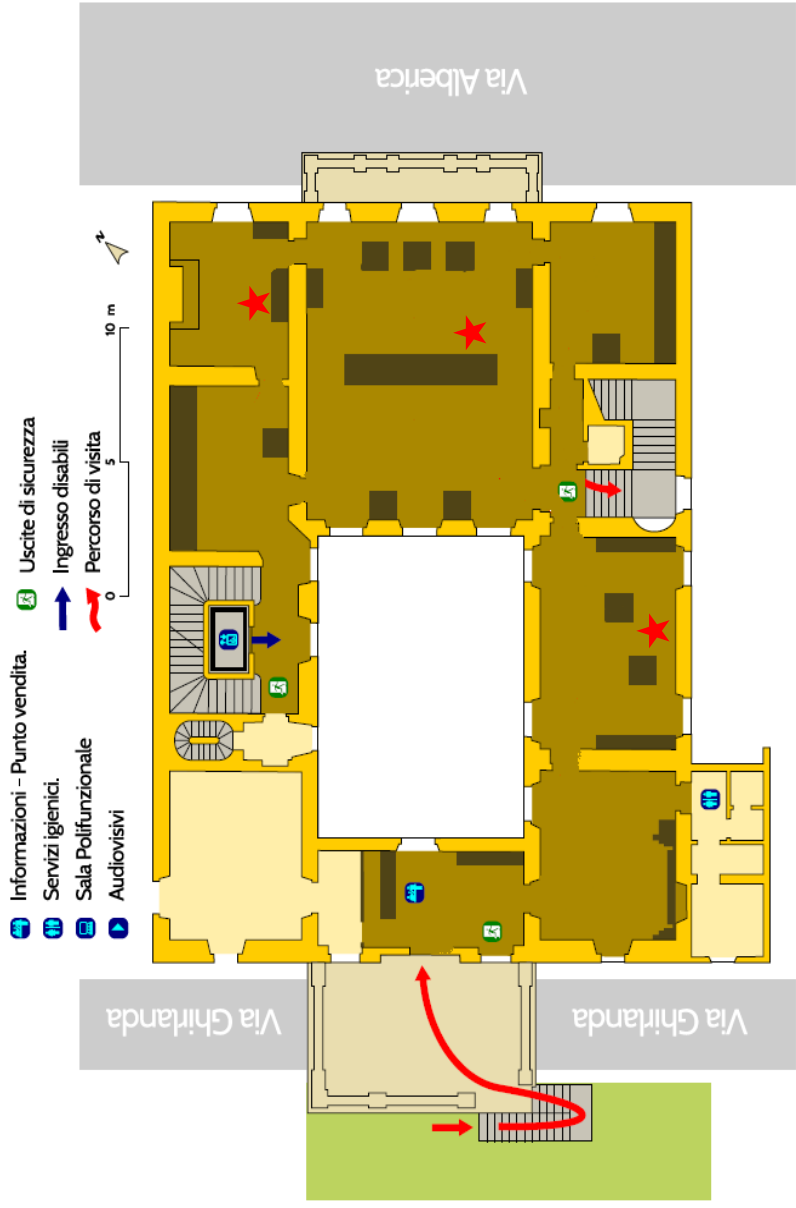 Informazioni - Punto vendita.
Servizi igienici.
Sala Polifunzionale
Audiovisivi
Uscite di sicurezza
Ingresso disabili
Percorso di visita
0 5 10 m
N
Via Alberica
Via Ghirlanda
Via Ghirlanda